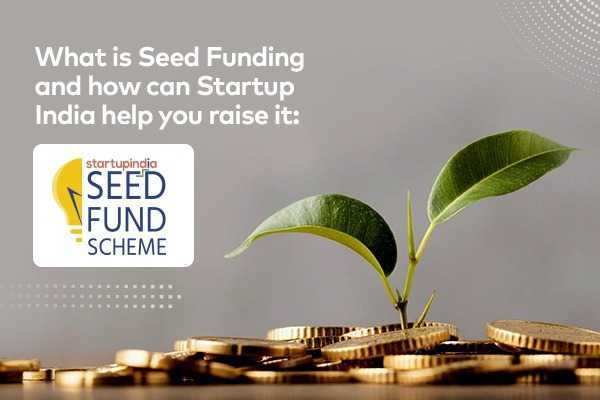 What is Seed Funding
and how can Startup
India help you raise it:
startupindia
SEED
FUND
SCHEME